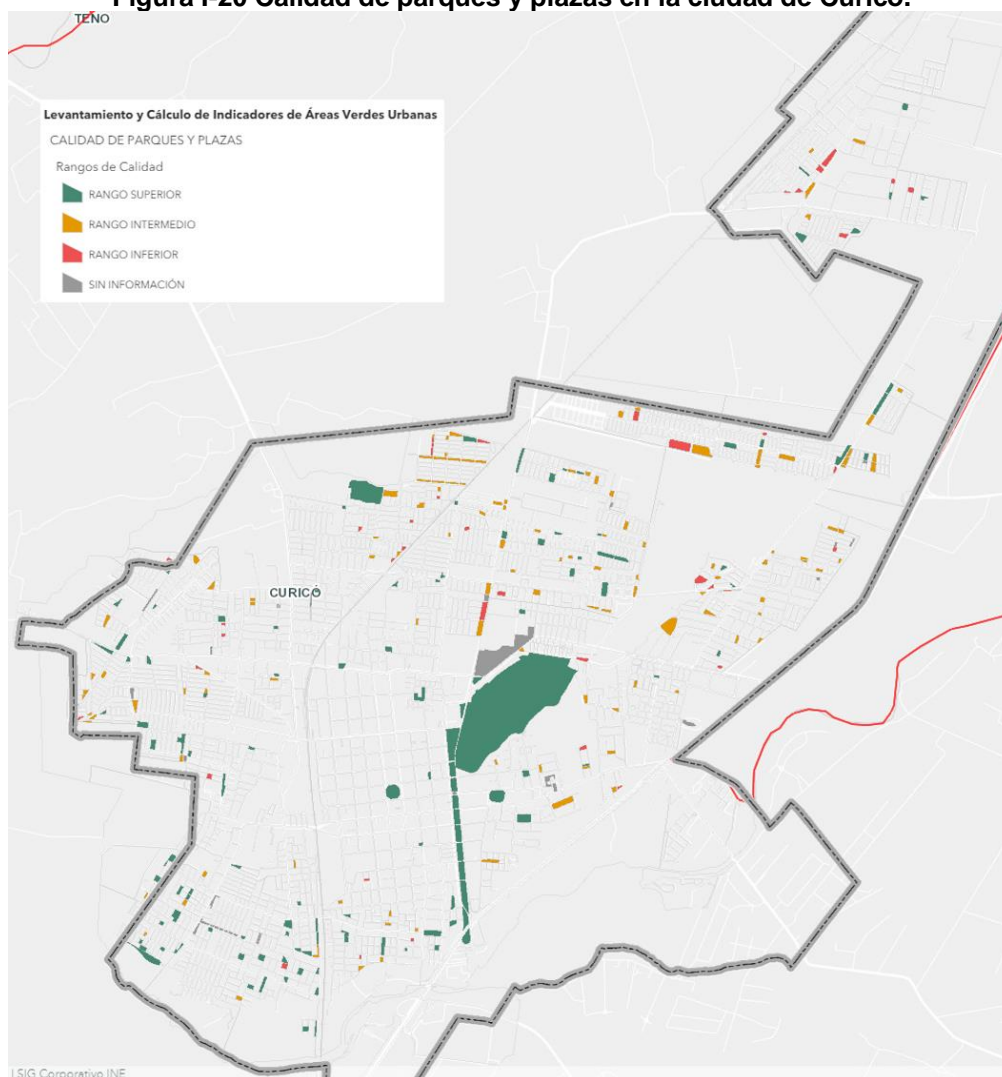 Figura I-20 Calidad de parques y plazas en la ciudad de Curicó.
TENO
Levantamiento y Cálculo de Indicadores de Áreas Verdes Urbanas
CALIDAD DE PARQUES Y PLAZAS
Rangos de Calidad
RANGO SUPERIOR
RANGO INTERMEDIO
RANGO INFERIOR
SIN INFORMACIÓN
CURICÓ
| SIG Corporativo INE